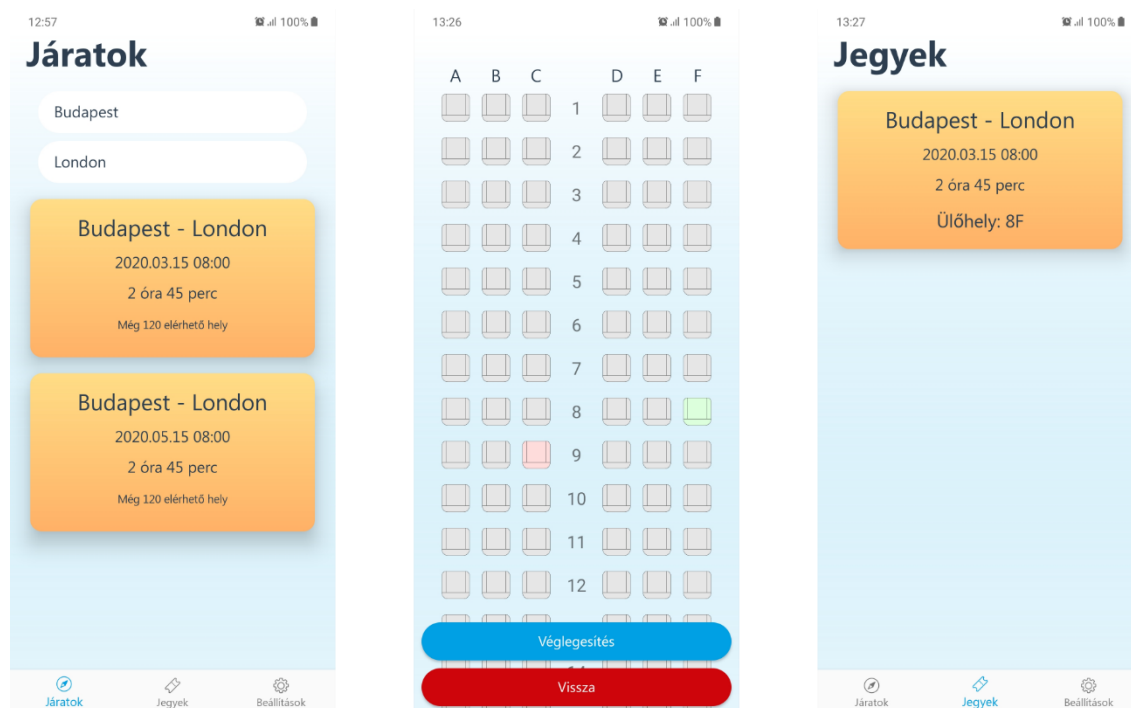 12:57 100%
Járatok
Budapest
London
Budapest - London
2020.03.15 08:00
2 óra 45 perc
Még 120 elérhető hely
Budapest - London
2020.05.15 08:00
2 óra 45 perc
Még 120 elérhető hely
Járatok Jegyek Beállítások
13:26 100%
A B C D E F
1
2
3
4
5
6
7
8
9
10
11
12
Véglegesítés
Vissza
13:27 100%
Jegyek
Budapest - London
2020.03.15 08:00
2 óra 45 perc
Ülőhely: 8F
Járatok Jegyek Beállítások